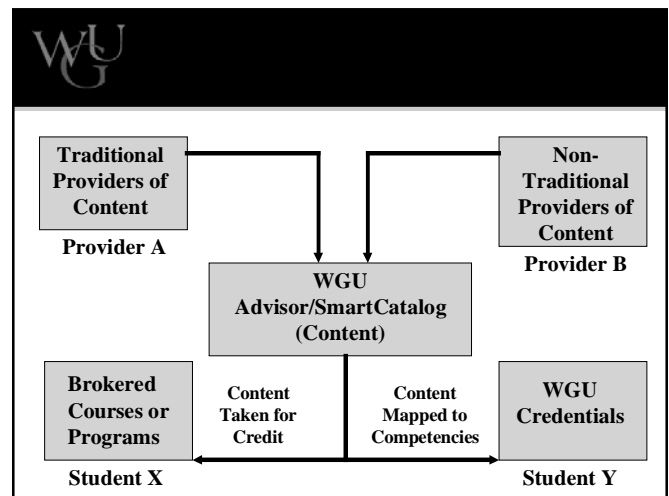 WGU
Traditional
Providers of
Content
Provider A
Non-
Traditional
Providers of
Content
Provider B
WGU
Advisor/SmartCatalog
(Content)
Brokered
Courses or
Programs
Student X
Content
Taken for
Credit
Content
Mapped to
Competencies
WGU
Credentials
Student Y